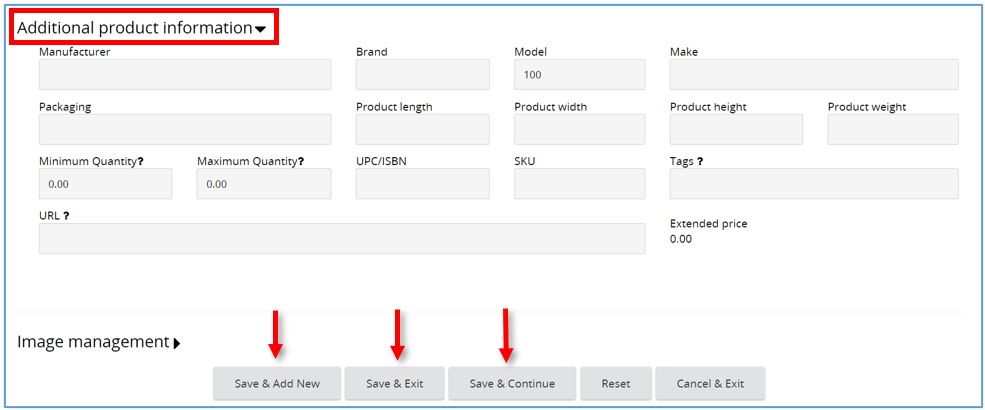 Additional product information
Manufacturer Brand Model Make
100
Packaging Product length Product width Product height Product weight
Minimum Quantity? Maximum Quantity? UPC/ISBN SKU Tags ?
0.00 0.00
URL ?
Extended price
0.00
Image management
Save & Add New Save & Exit Save & Continue Reset Cancel & Exit